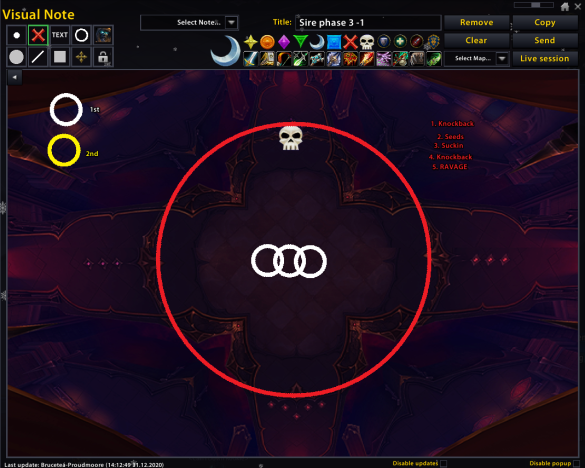 Visual Note
Select Note..
Title:
Sire phase 3 -1
Remove
Copy
TEXT
Clear
Send
Select Map...
Live session
1st
2nd
1. Knockback
2. Seeds
3. Suckin
4. Knockback
5. RAVAGE
Last update: Bruceteä-Proudmoore (14:12:49 31.12.2020)
Disable updates
Disable popup